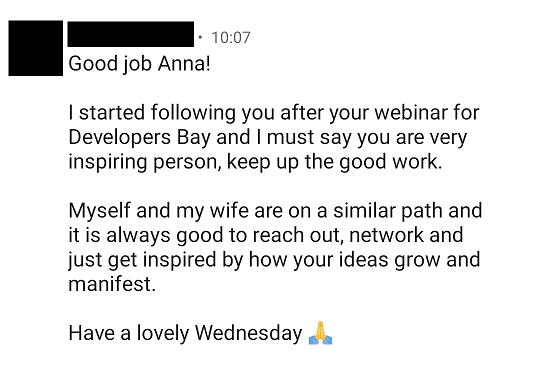 • 10:07
Good job Anna!
I started following you after your webinar for
Developers Bay and I must say you are very
inspiring person, keep up the good work.
Myself and my wife are on a similar path and
it is always good to reach out, network and
just get inspired by how your ideas grow and
manifest.
Have a lovely Wednesday 🙏